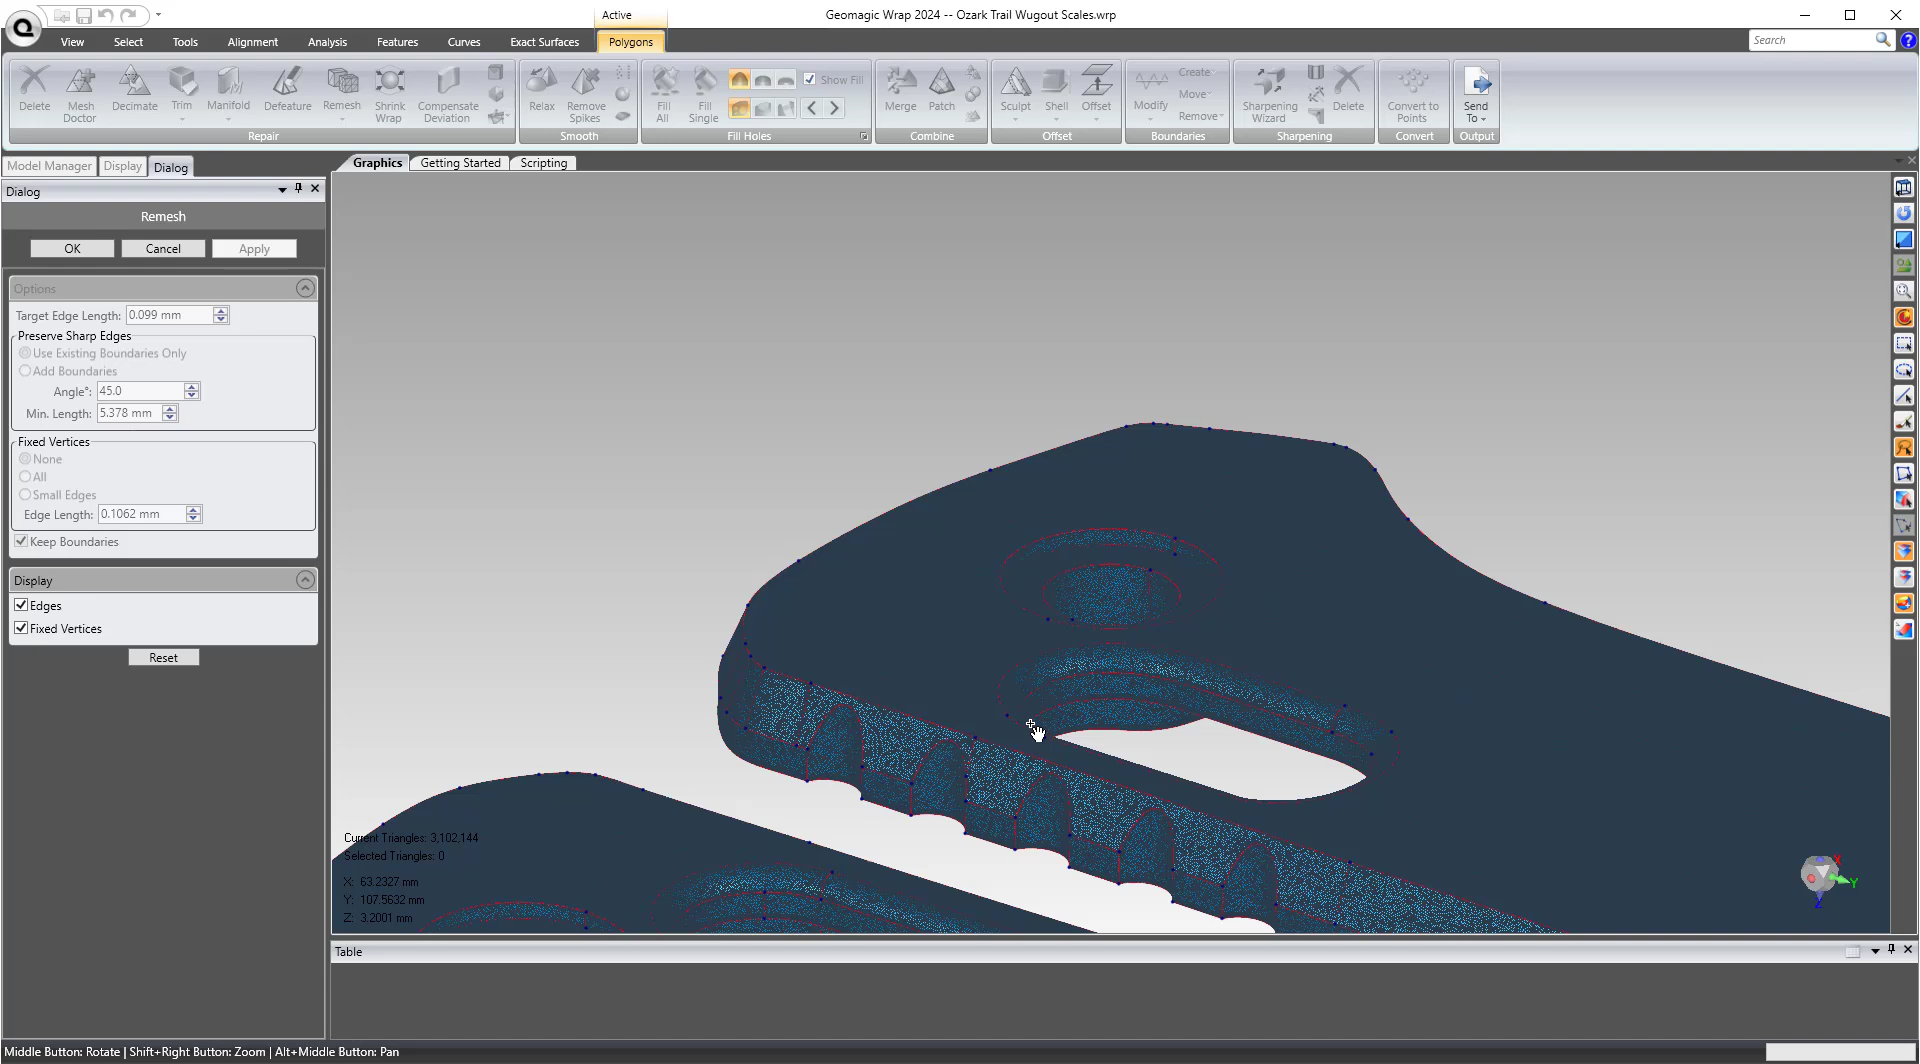 Active
Geomagic Wrap 2024 -- Ozark Trail Wugout Scales.wrp
View
Select
Tools
Alignment
Analysis
Features
Curves
Exact Surfaces
Polygons
Search
Delete
Mesh
Doctor
Decimate
Trim
Manifold
Defeature
Remesh
Shrink
Wrap
Compensate
Deviation
Repair
Relax
Remove
Spikes
Smooth
Fill
All
Fill
Single
Show Fill
Fill Holes
Merge
Patch
Combine
Sculpt
Shell
Offset
Offset
Modify
Create
Move
Remove
Boundaries
Sharpening
Wizard
Delete
Sharpening
Convert to
Points
Convert
Send
To
Output
Model Manager
Display
Dialog
Graphics
Getting Started
Scripting
Dialog
Remesh
OK
Cancel
Apply
Options
Target Edge Length: 0.099 mm
Preserve Sharp Edges
Use Existing Boundaries Only
Add Boundaries
Angle°: 45.0
Min. Length: 5.378 mm
Fixed Vertices
None
All
Small Edges
Edge Length: 0.1062 mm
Keep Boundaries
Display
Edges
Fixed Vertices
Reset
Current Triangles: 3,102,144
Selected Triangles: 0
X: 63.2327 mm
Y: 107.5632 mm
Z: 3.2001 mm
X
Y
Z
Table
Middle Button: Rotate | Shift+Right Button: Zoom | Alt+Middle Button: Pan